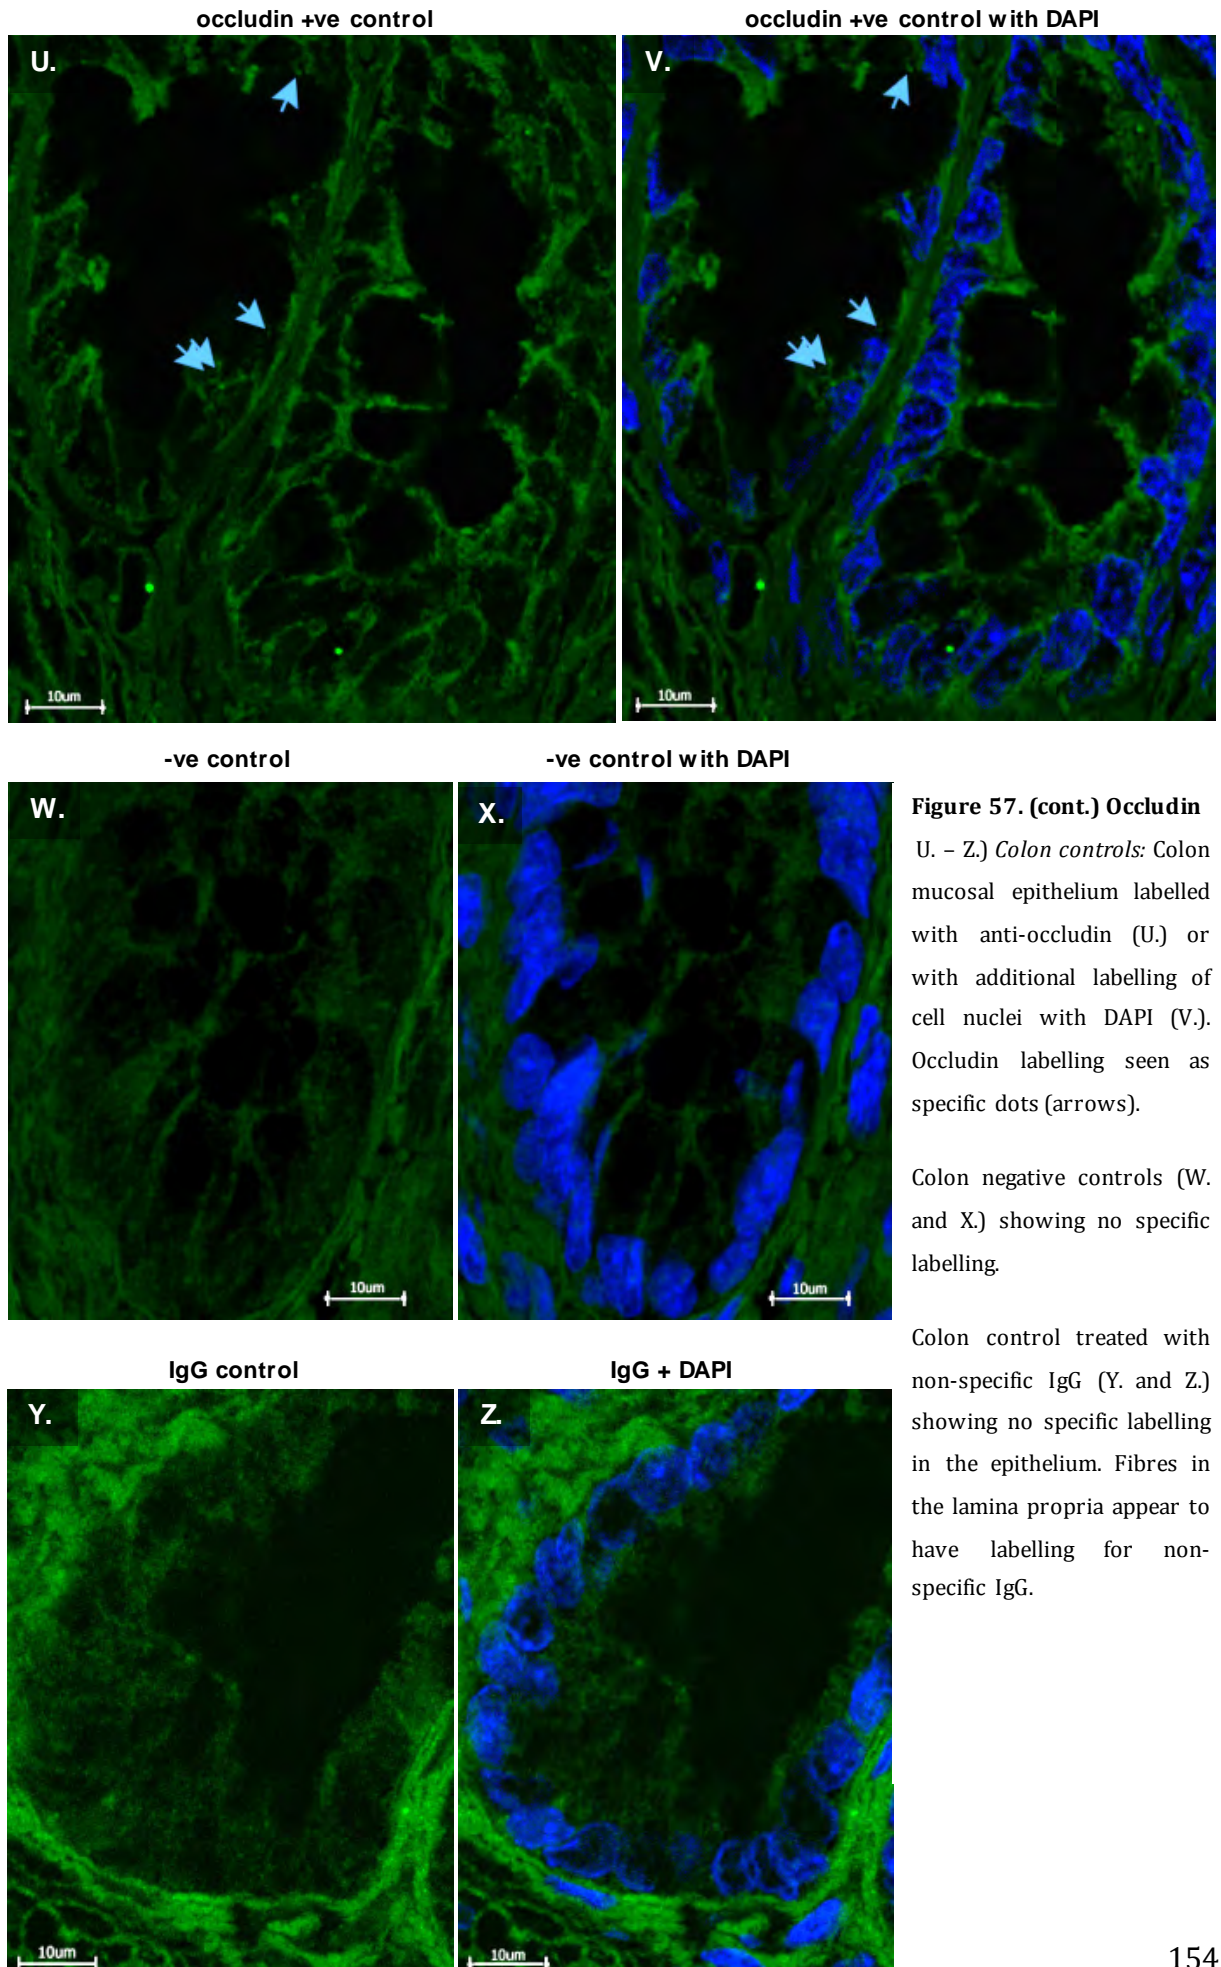 occludin +ve control
occludin +ve control with DAPI
U.
V.
10um
10um
-ve control
-ve control with DAPI
W.
X.
10um
10um
Figure 57. (cont.) Occludin
U. – Z.) Colon controls: Colon
mucosal epithelium labelled
with anti-occludin (U.) or
with additional labelling of
cell nuclei with DAPI (V.).
Occludin labelling seen as
specific dots (arrows).
Colon negative controls (W.
and X.) showing no specific
labelling.
Colon control treated with
non-specific IgG (Y. and Z.)
showing no specific labelling
in the epithelium. Fibres in
the lamina propria appear to
have labelling for non-
specific IgG.
IgG control
IgG + DAPI
Y.
Z.
10um
10um
154